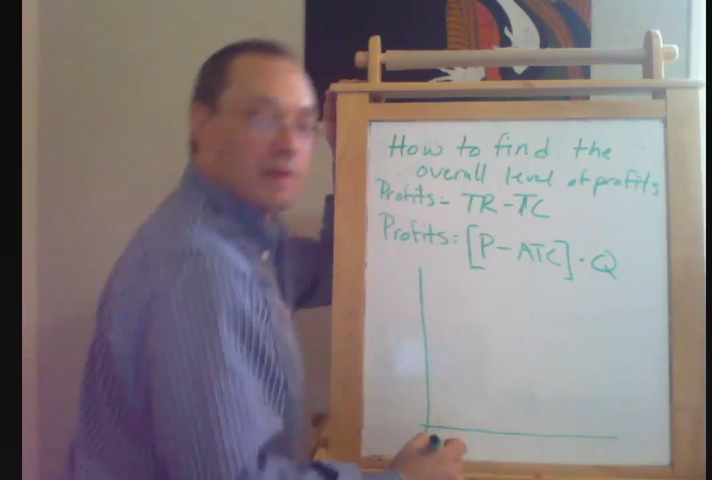 How to find the
overall level of profits
Profits = TR - TC
Profits = [P - ATC] · Q